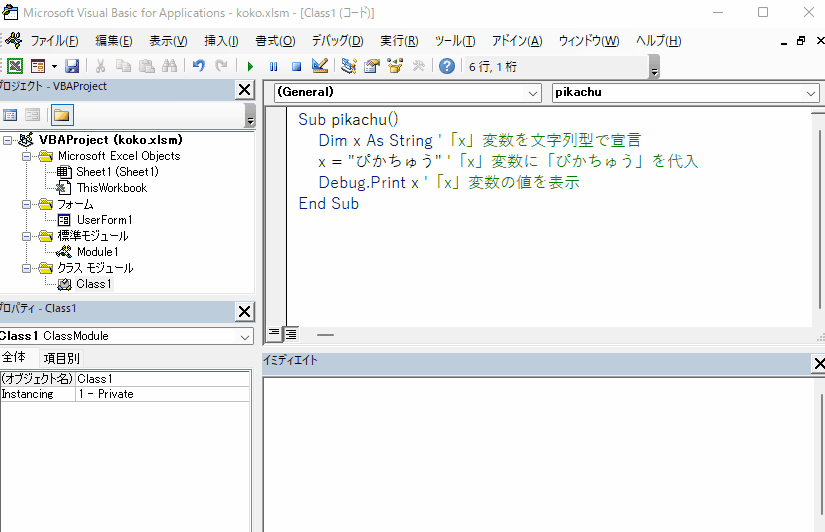 Microsoft Visual Basic for Applications - koko.xlsm - [Class1 (コード)]
ファイル(F) 編集(E) 表示(V) 挿入(I) 書式(O) デバッグ(D) 実行(R) ツール(T) アドイン(A) ウィンドウ(W) ヘルプ(H)
6 行, 1 桁
プロジェクト - VBAProject
VBAProject (koko.xlsm)
Microsoft Excel Objects
Sheet1 (Sheet1)
ThisWorkbook
フォーム
UserForm1
標準モジュール
Module1
クラス モジュール
Class1
プロパティ - Class1
Class1 ClassModule
全体 項目別
(オブジェクト名) Class1
Instancing 1 - Private
(General) pikachu
Sub pikachu()
Dim x As String '「x」変数を文字列型で宣言
x = "ぴかちゅう" '「x」変数に「ぴかちゅう」を代入
Debug.Print x '「x」変数の値を表示
End Sub
イミディエイト